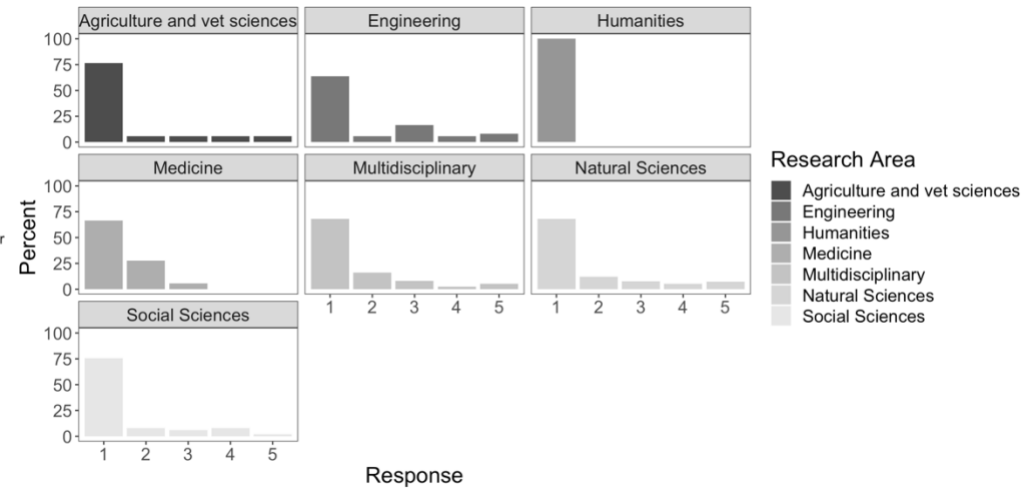 Agriculture and vet sciences Engineering Humanities
100
75
50
25
0
Medicine Multidisciplinary Natural Sciences
100
75
50
25
0
1 2 3 4 5 1 2 3 4 5
Social Sciences
100
75
50
25
0
1 2 3 4 5
Percent
Response
r
Research Area
Agriculture and vet sciences
Engineering
Humanities
Medicine
Multidisciplinary
Natural Sciences
Social Sciences